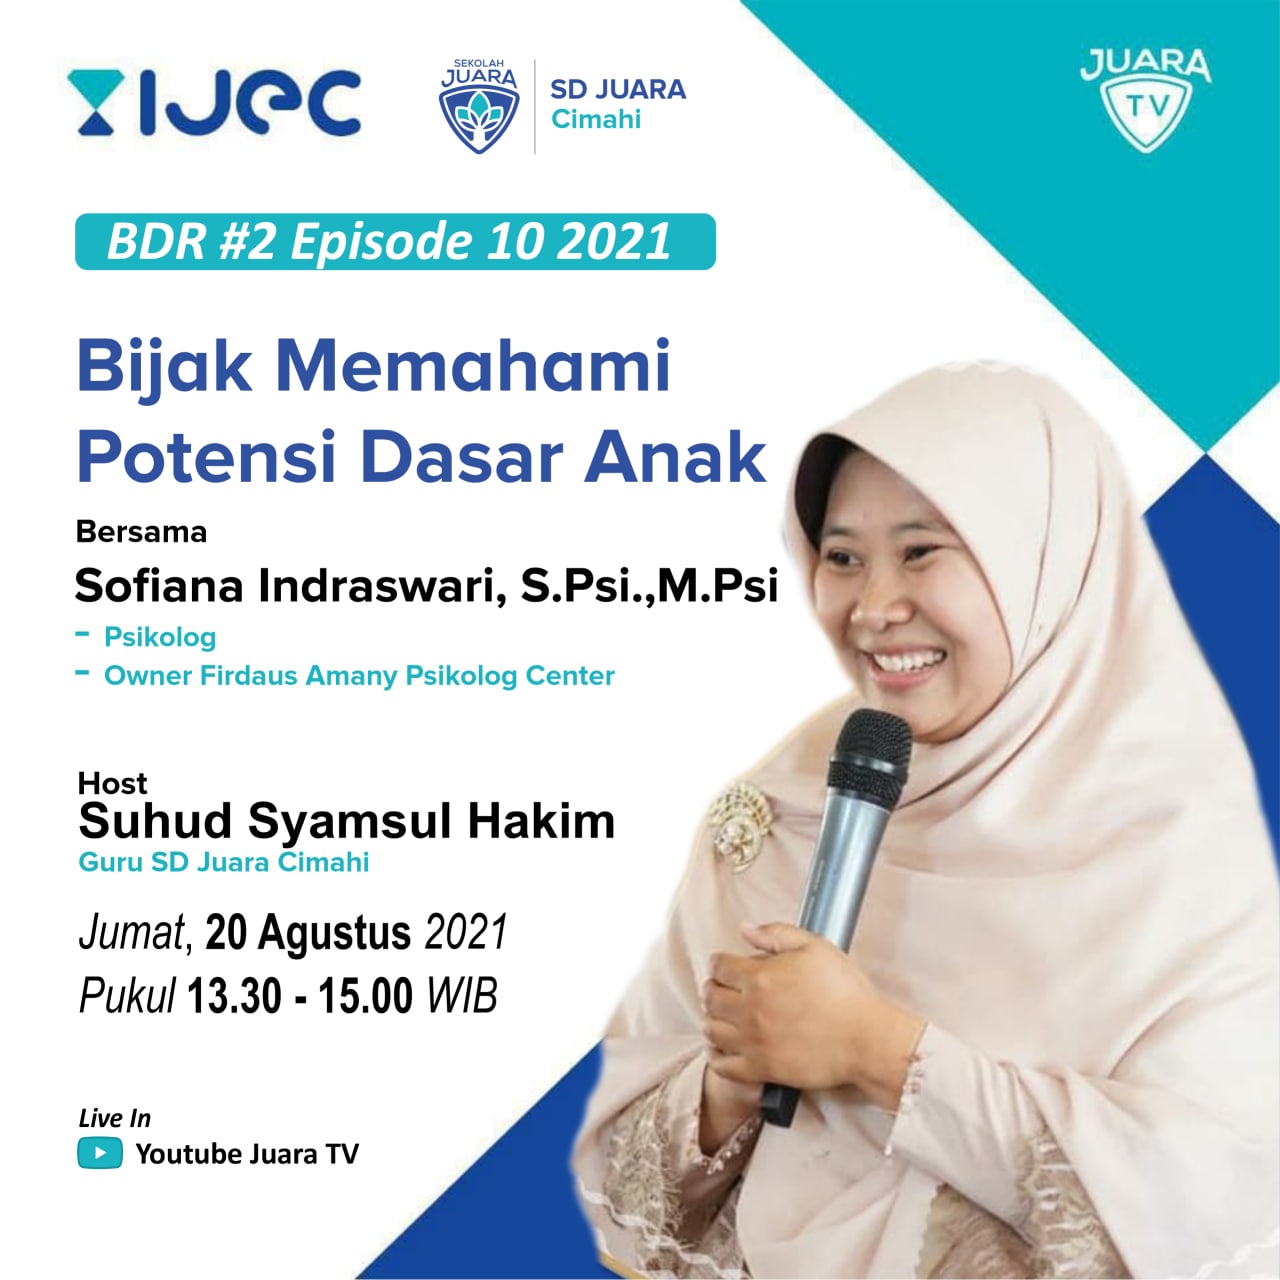 IJEC
SEKOLAH
JUARA
SD JUARA
Cimahi
JUARA
TV
BDR #2 Episode 10 2021
Bijak Memahami
Potensi Dasar Anak
Bersama
Sofiana Indraswari, S.Psi.,M.Psi
- Psikolog
- Owner Firdaus Amany Psikolog Center
Host
Suhud Syamsul Hakim
Guru SD Juara Cimahi
Jumat, 20 Agustus 2021
Pukul 13.30 - 15.00 WIB
Live In
Youtube Juara TV